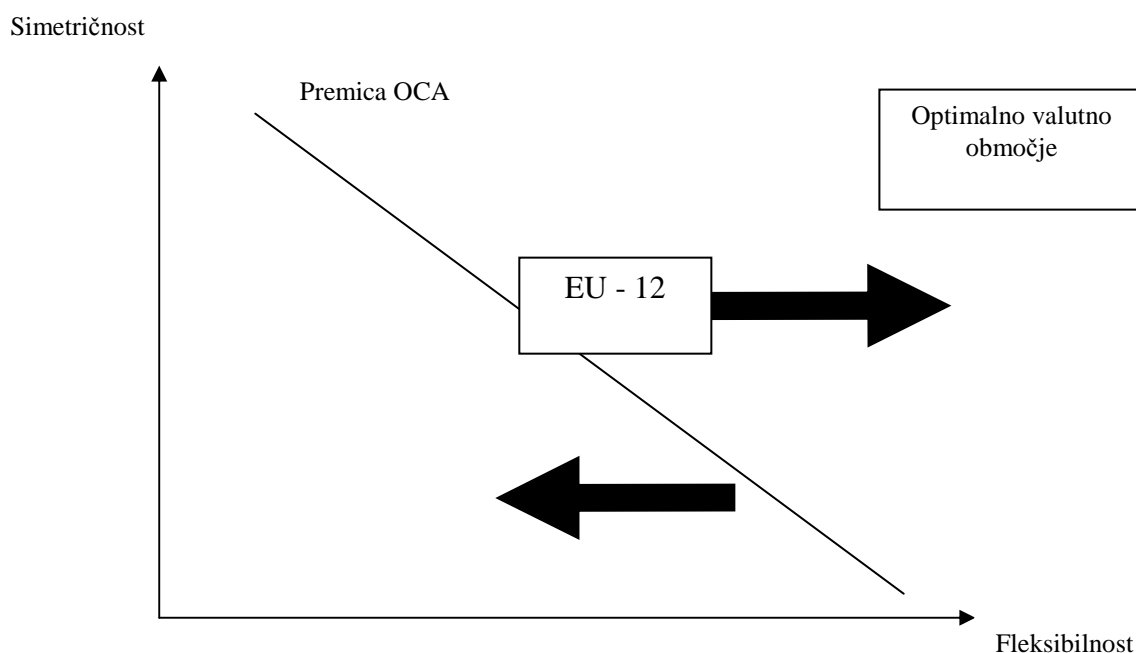 Simetričnost
Premica OCA
Optimalno valutno
območje
EU - 12
Fleksibilnost